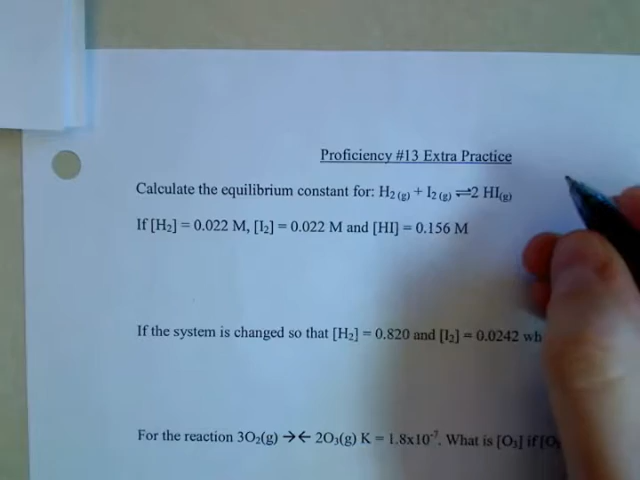 Proficiency #13 Extra Practice
Calculate the equilibrium constant for: H₂ (g) + I₂ (g) ⇌2 HI(g)
If [H₂] = 0.022 M, [I₂] = 0.022 M and [HI] = 0.156 M
If the system is changed so that [H₂] = 0.820 and [I₂] = 0.0242
For the reaction 3O₂(g) →← 2O₃(g) K = 1.8x10⁻⁷. What is [O₃] if